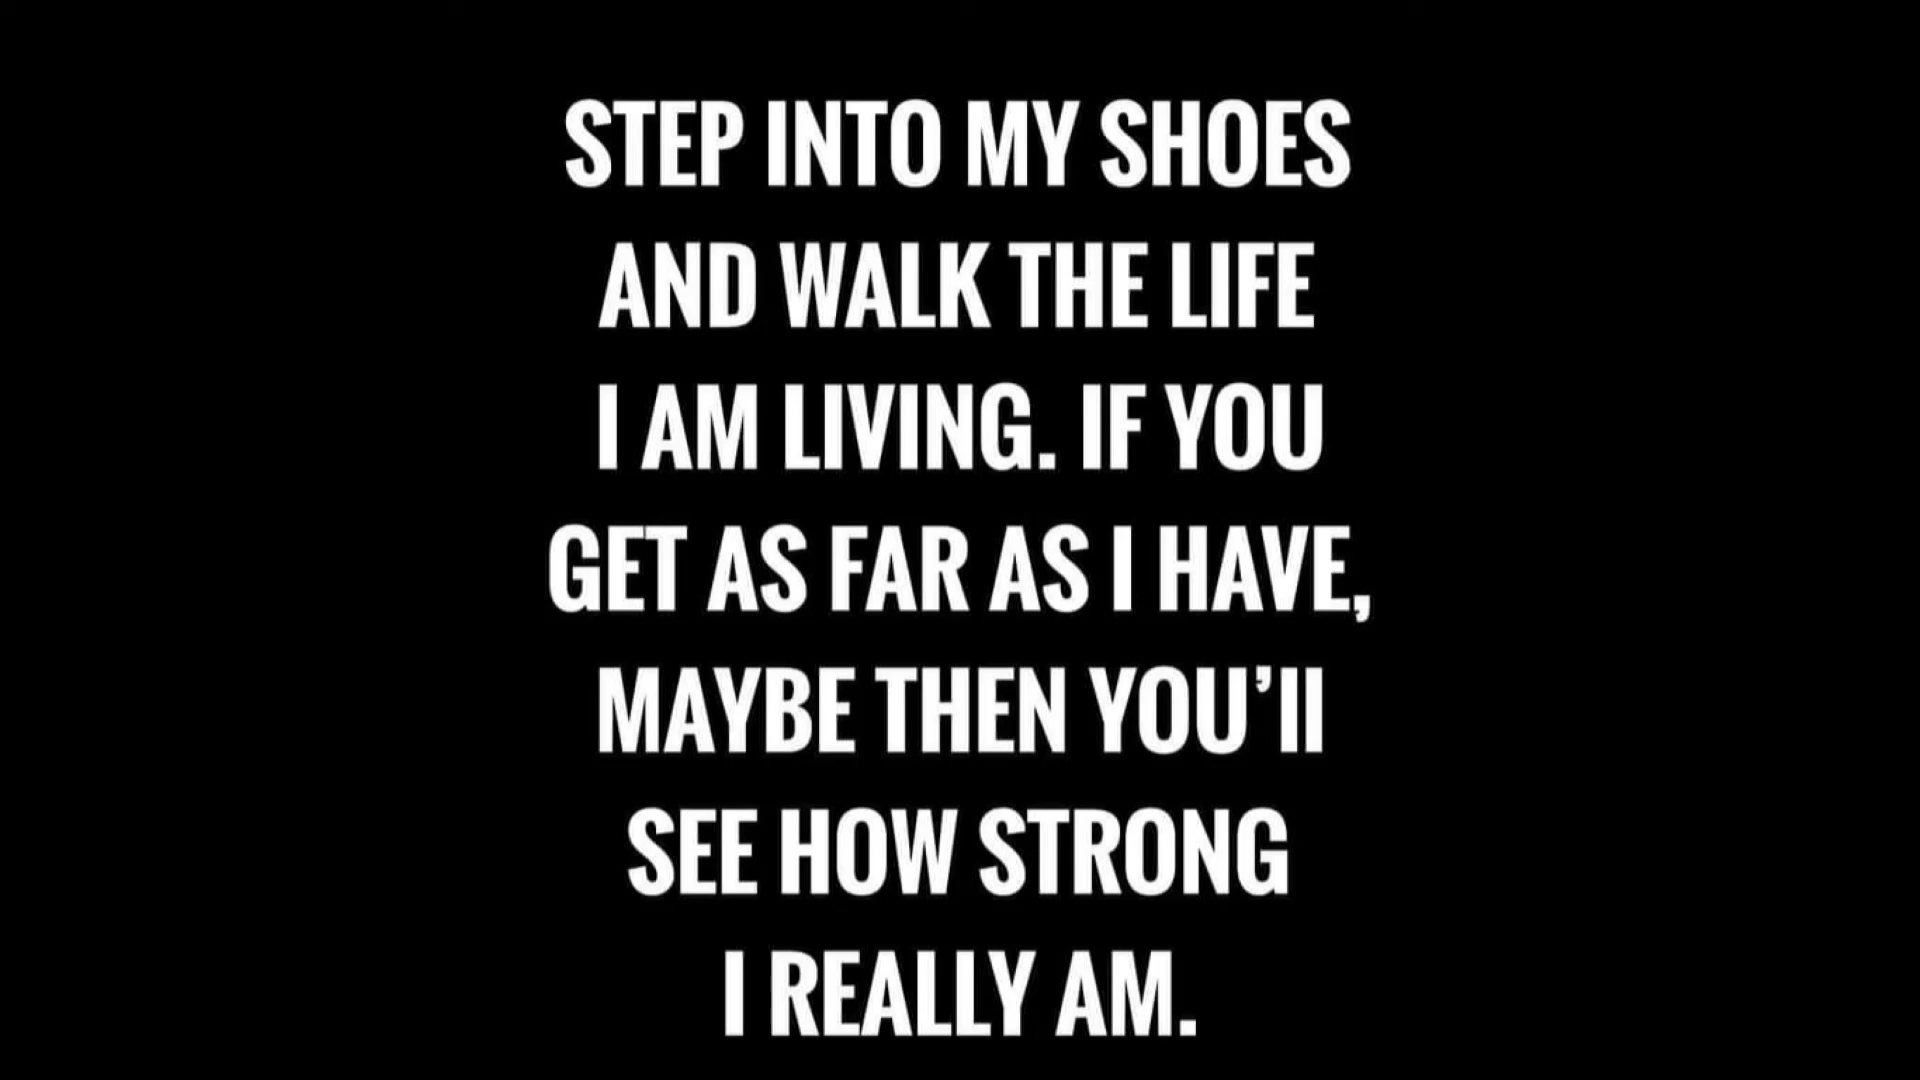 STEP INTO MY SHOES
AND WALK THE LIFE
I AM LIVING. IF YOU
GET AS FAR AS I HAVE,
MAYBE THEN YOU’ll
SEE HOW STRONG
I REALLY AM.